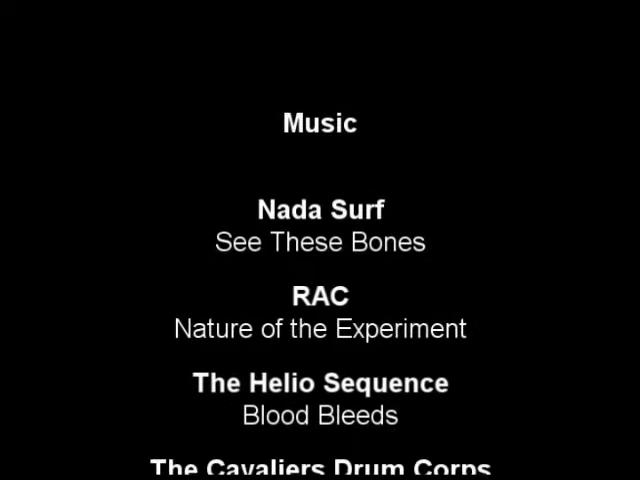 Music
Nada Surf
See These Bones
RAC
Nature of the Experiment
The Helio Sequence
Blood Bleeds
The Cavaliers Drum Corps